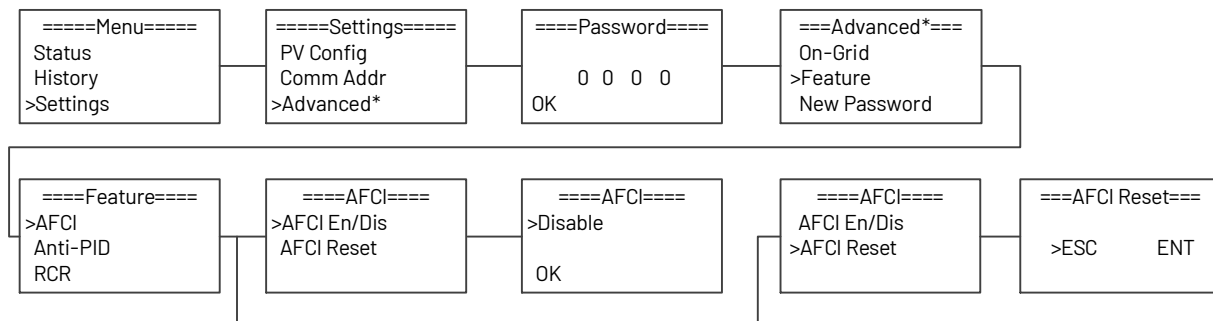 =====Menu=====
Status
History
>Settings
=====Settings=====
PV Config
Comm Addr
>Advanced*
====Password====
0 0 0 0
OK
===Advanced*===
On-Grid
>Feature
New Password
====Feature====
>AFCI
Anti-PID
RCR
====AFCI====
>AFCI En/Dis
AFCI Reset
====AFCI====
>Disable
OK
====AFCI====
AFCI En/Dis
>AFCI Reset
===AFCI Reset===
>ESC ENT